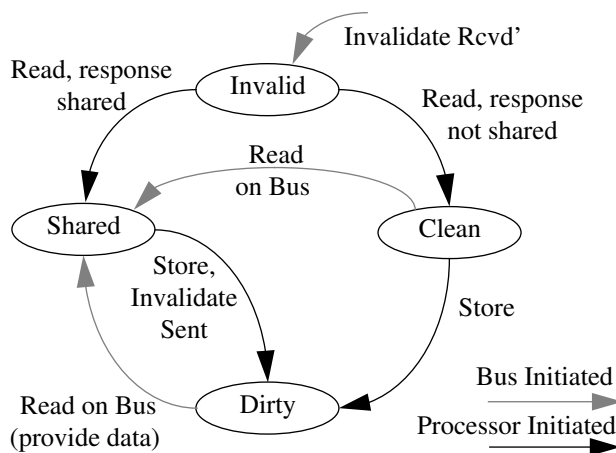 Invalidate Rcvd’
Read, response
shared
Invalid
Read, response
not shared
Read
on Bus
Shared
Clean
Store,
Invalidate
Sent
Store
Read on Bus
(provide data)
Dirty
Bus Initiated
Processor Initiated